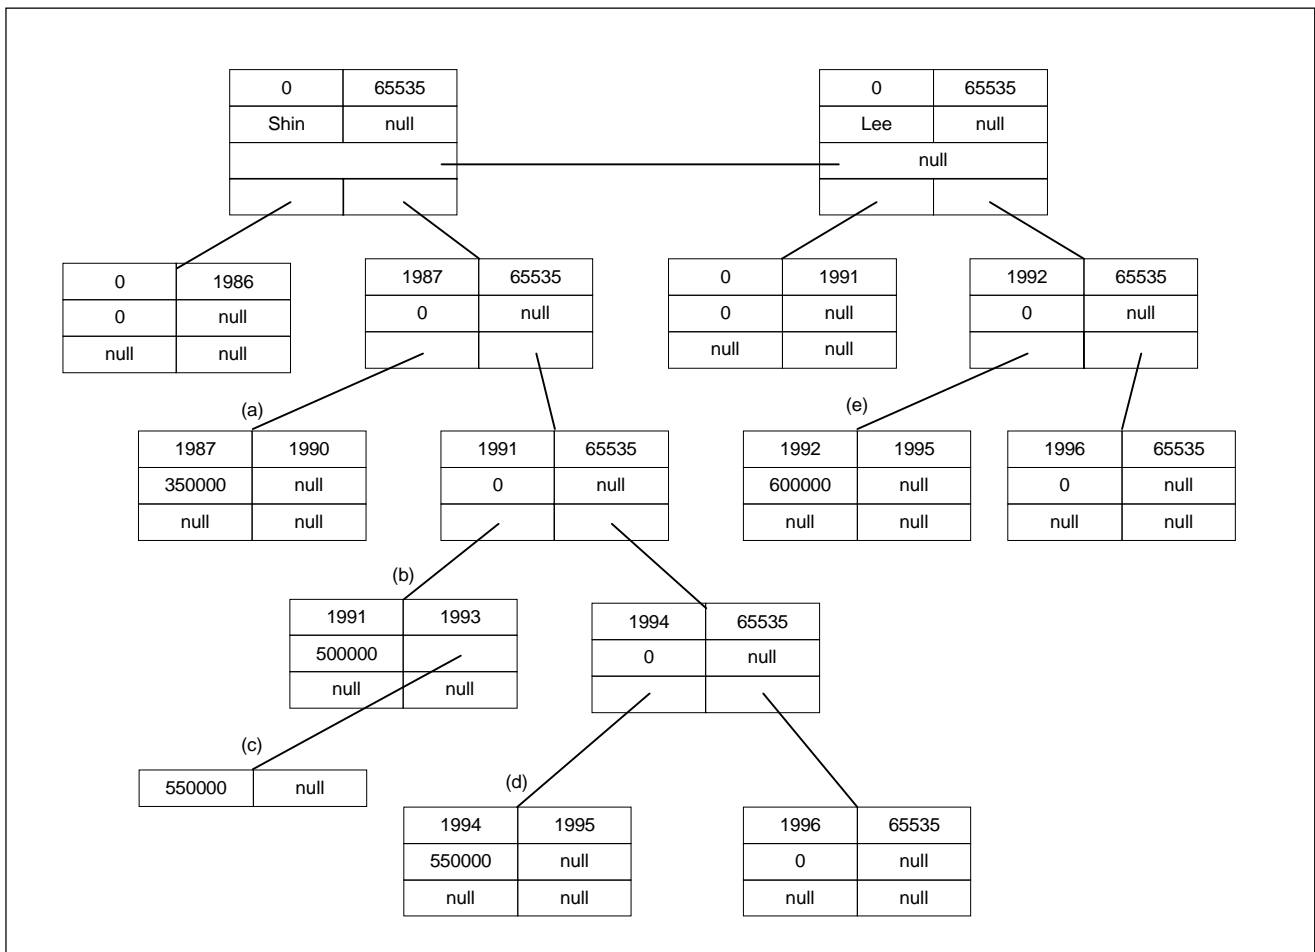 0 65535 0 65535
Shin null Lee null
null
0 1986 1987 65535 0 1991 1992 65535
0 null 0 null 0 null 0 null
null null null null
(a) (e)
1987 1990 1991 65535 1992 1995 1996 65535
350000 null 0 null 600000 null 0 null
null null null null null null
(b)
1991 1993 1994 65535
500000 0 null
null null
(c)
550000 null
(d)
1994 1995 1996 65535
550000 null 0 null
null null null null